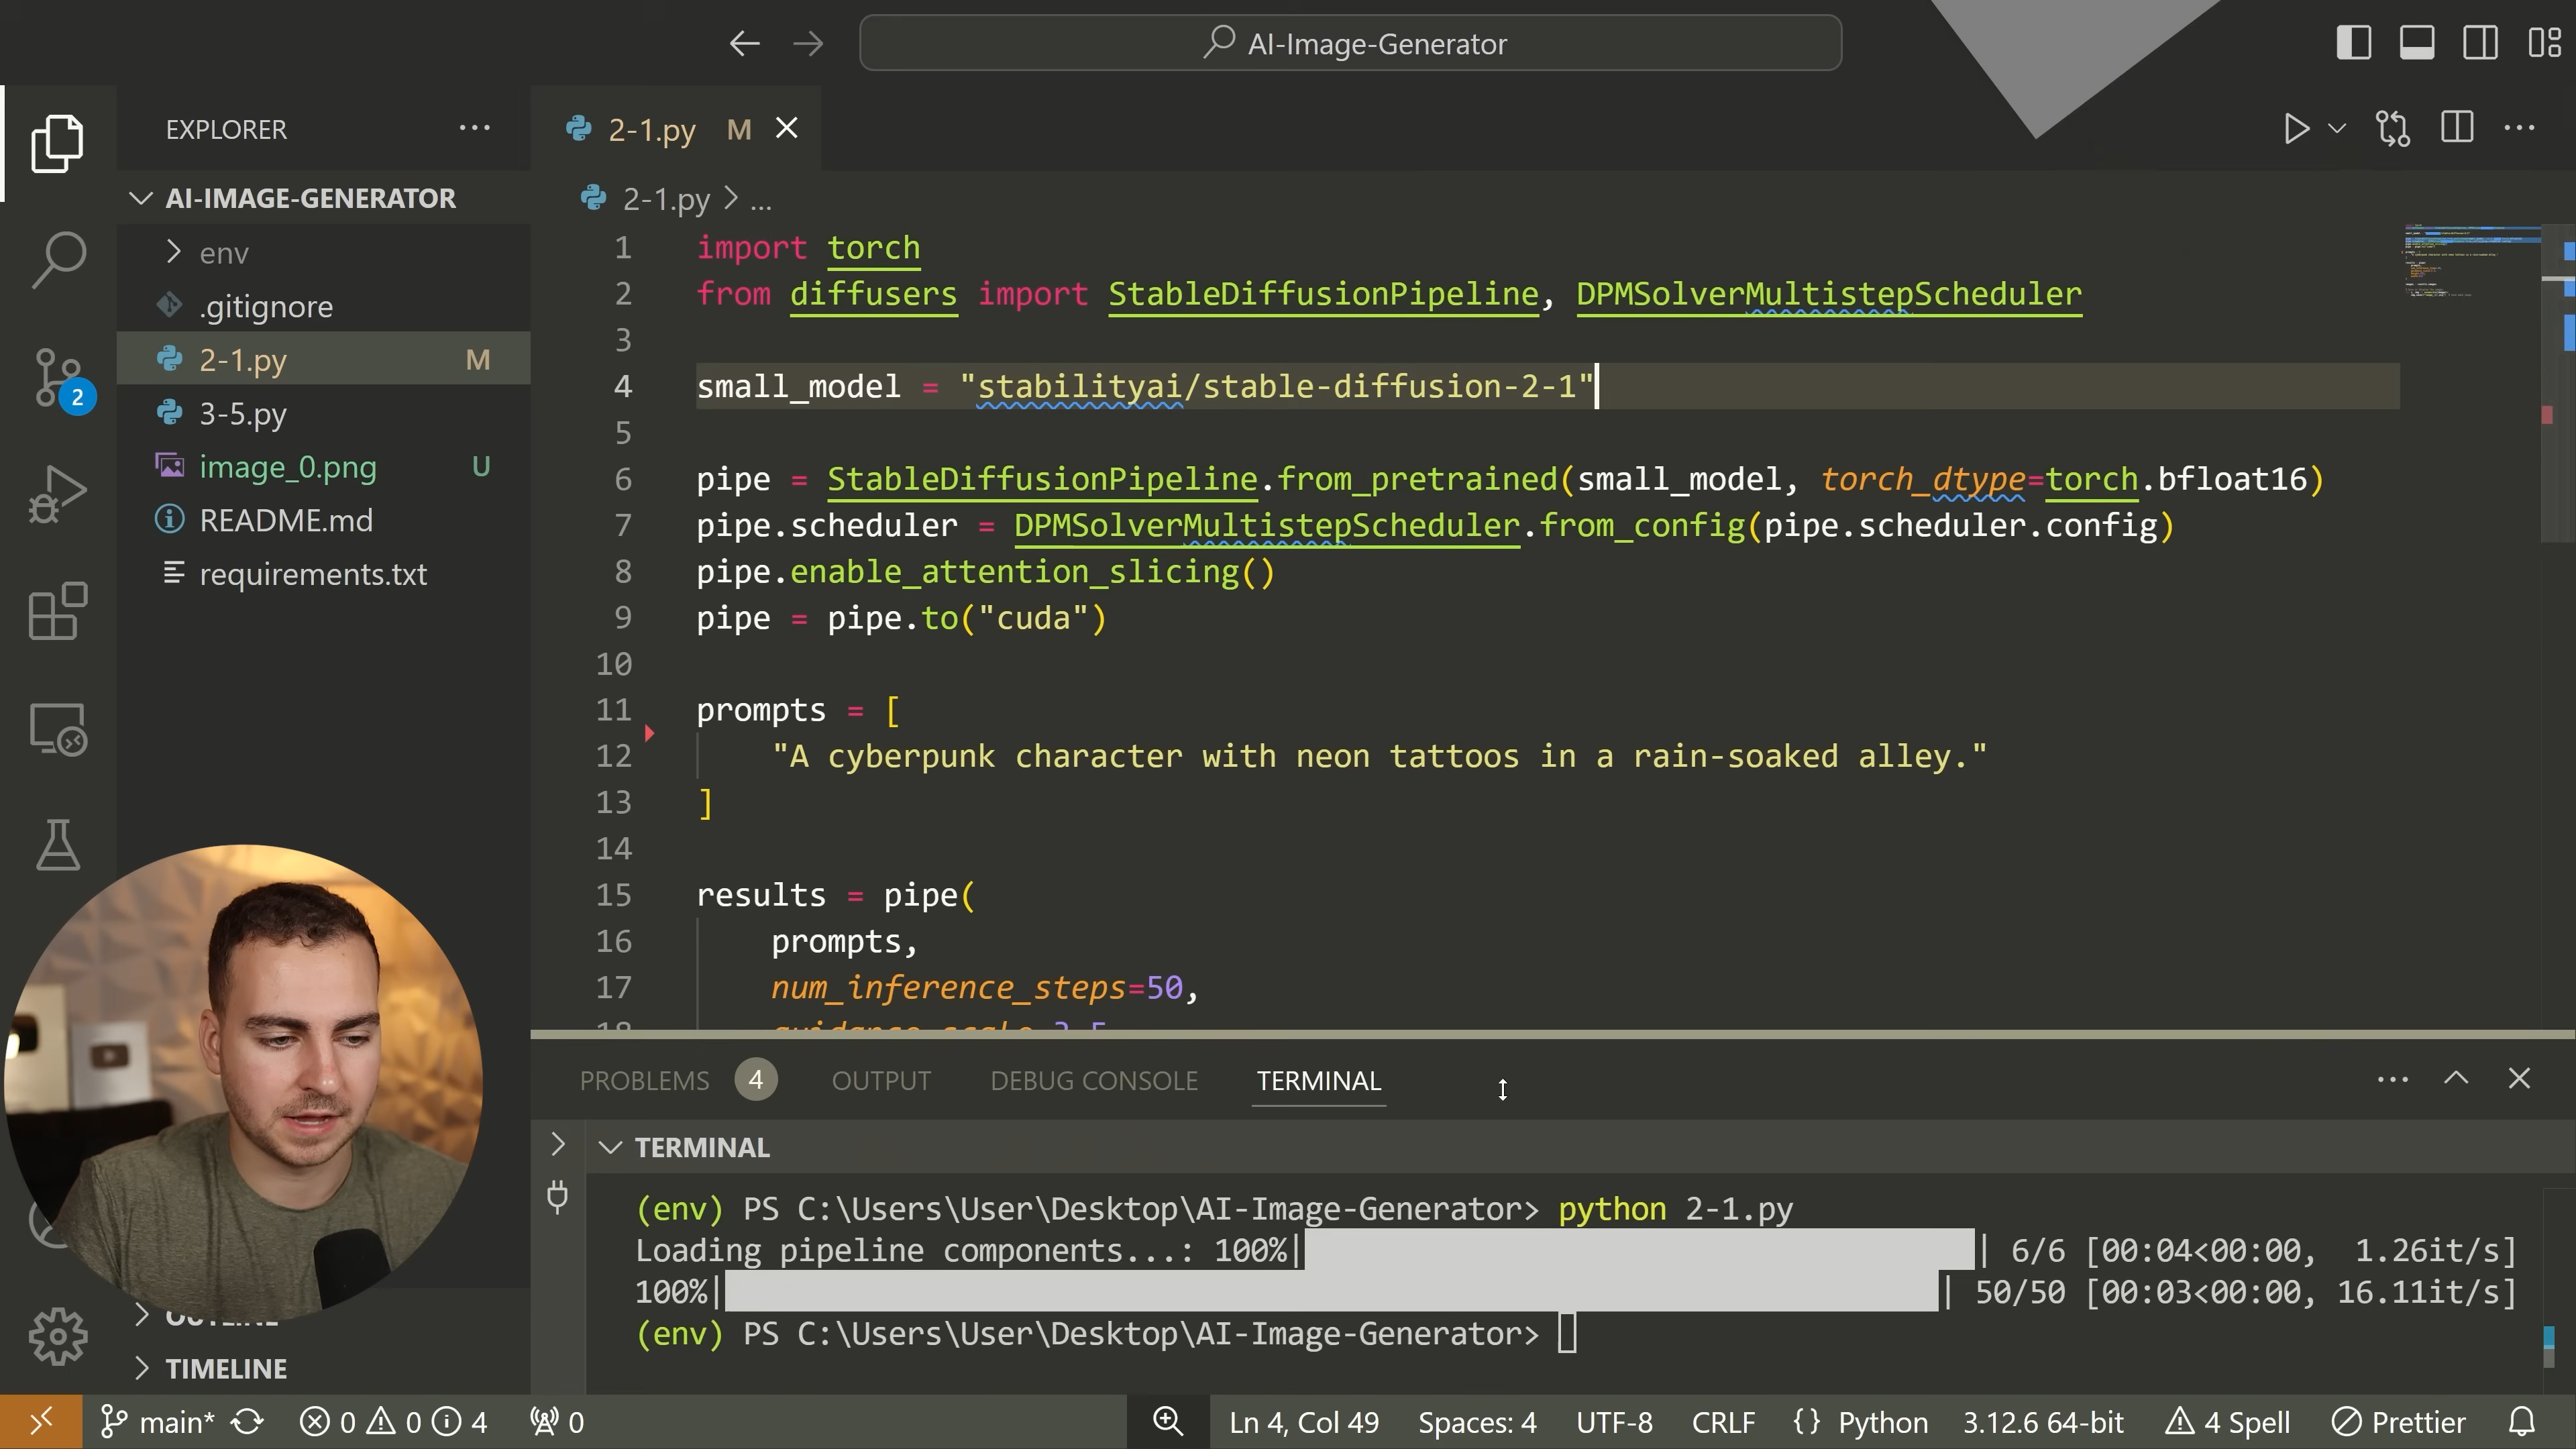 AI-Image-Generator
EXPLORER
2-1.py M
AI-IMAGE-GENERATOR
env
.gitignore
2-1.py M
3-5.py
image_0.png U
README.md
requirements.txt
2
OUTLINE
TIMELINE
2-1.py > ...
1 import torch
2 from diffusers import StableDiffusionPipeline, DPMSolverMultistepScheduler
3
4 small_model = "stabilityai/stable-diffusion-2-1"
5
6 pipe = StableDiffusionPipeline.from_pretrained(small_model, torch_dtype=torch.bfloat16)
7 pipe.scheduler = DPMSolverMultistepScheduler.from_config(pipe.scheduler.config)
8 pipe.enable_attention_slicing()
9 pipe = pipe.to("cuda")
10
11 prompts = [
12 "A cyberpunk character with neon tattoos in a rain-soaked alley."
13 ]
14
15 results = pipe(
16 prompts,
17 num_inference_steps=50,
18 guidance_scale=3.5
PROBLEMS 4 OUTPUT DEBUG CONSOLE TERMINAL
TERMINAL
(env) PS C:\Users\User\Desktop\AI-Image-Generator> python 2-1.py
Loading pipeline components...: 100%| | 6/6 [00:04<00:00, 1.26it/s]
100%| | 50/50 [00:03<00:00, 16.11it/s]
(env) PS C:\Users\User\Desktop\AI-Image-Generator>
main* 0 0 4 0 Ln 4, Col 49 Spaces: 4 UTF-8 CRLF {} Python 3.12.6 64-bit 4 Spell Prettier